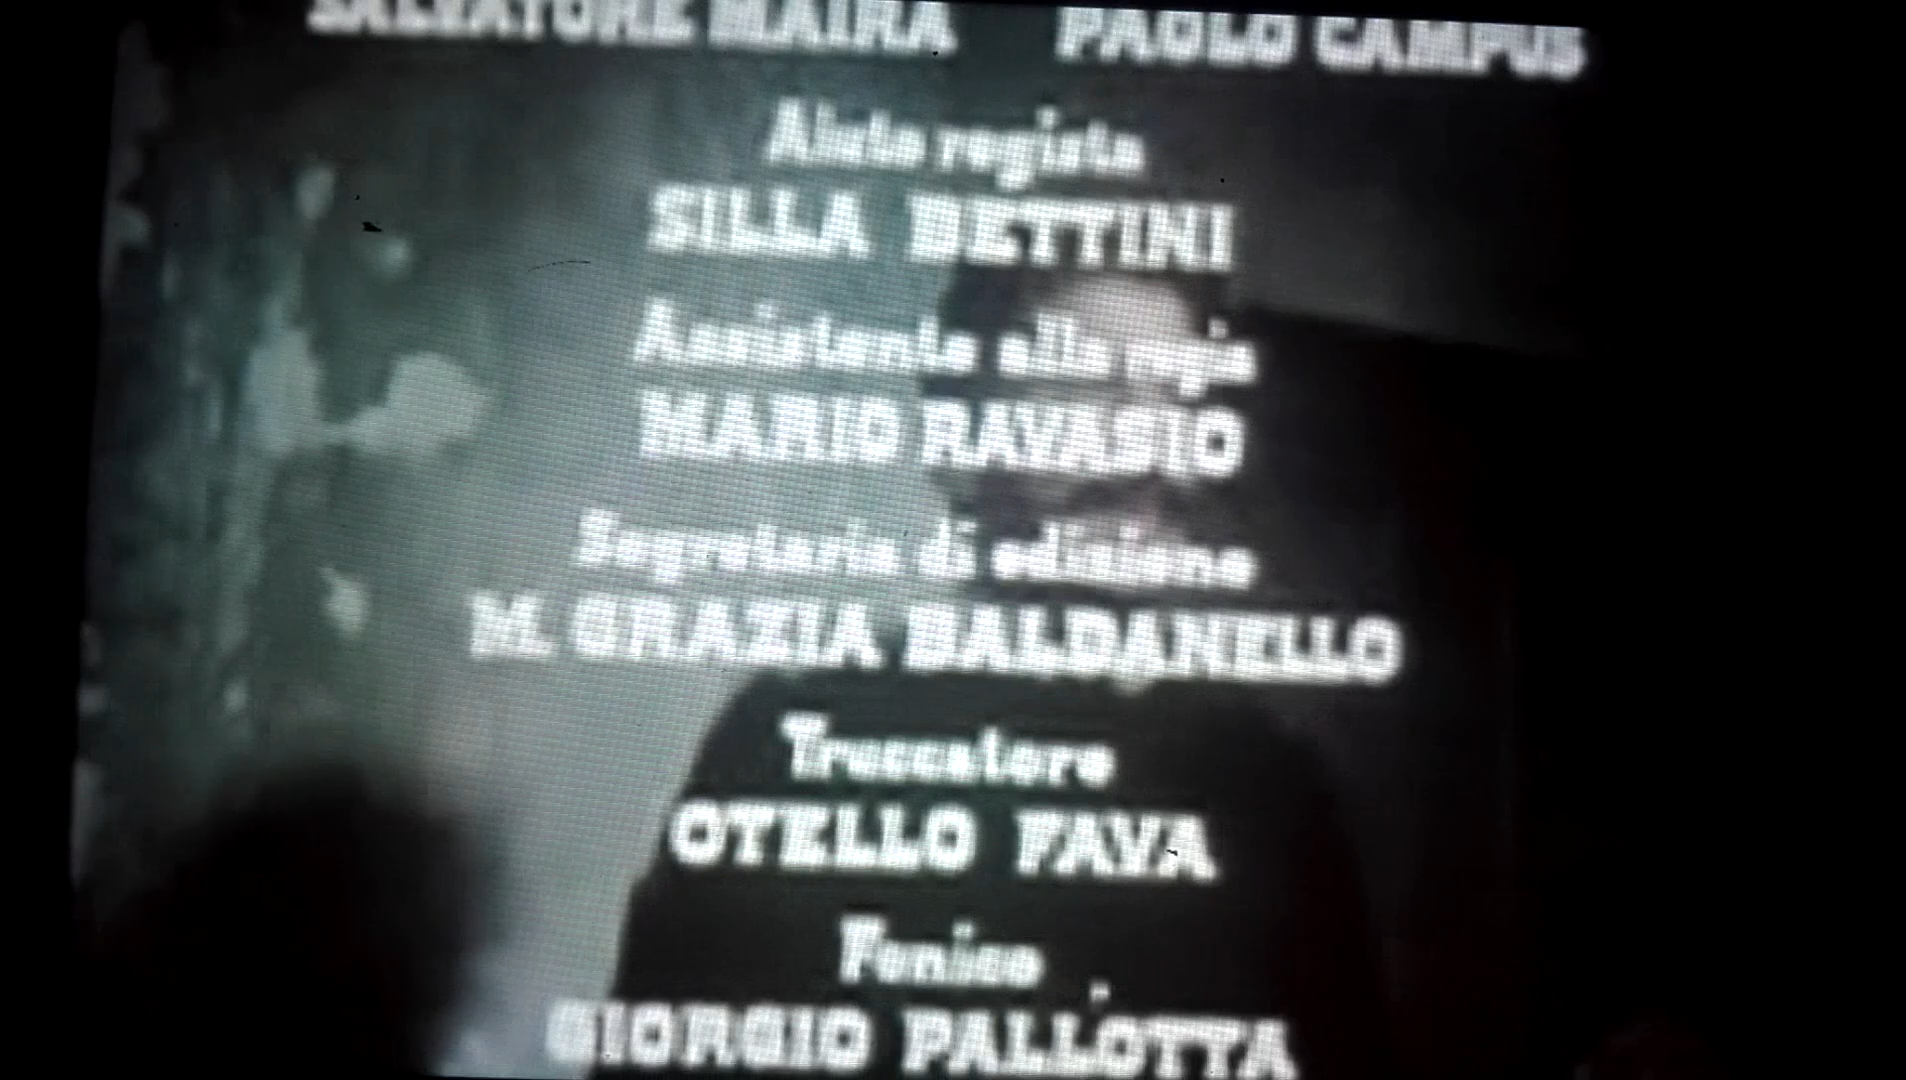 SALVATORE MAIRA PAOLO CAMPUS
Aiuto regista
SILLA BETTINI
Assistente alla regia
MARIO RAVASIO
Segretaria di edizione
M. GRAZIA BALDANELLO
Truccatore
OTELLO FAVA
Fonico
GIORGIO PALLOTTA